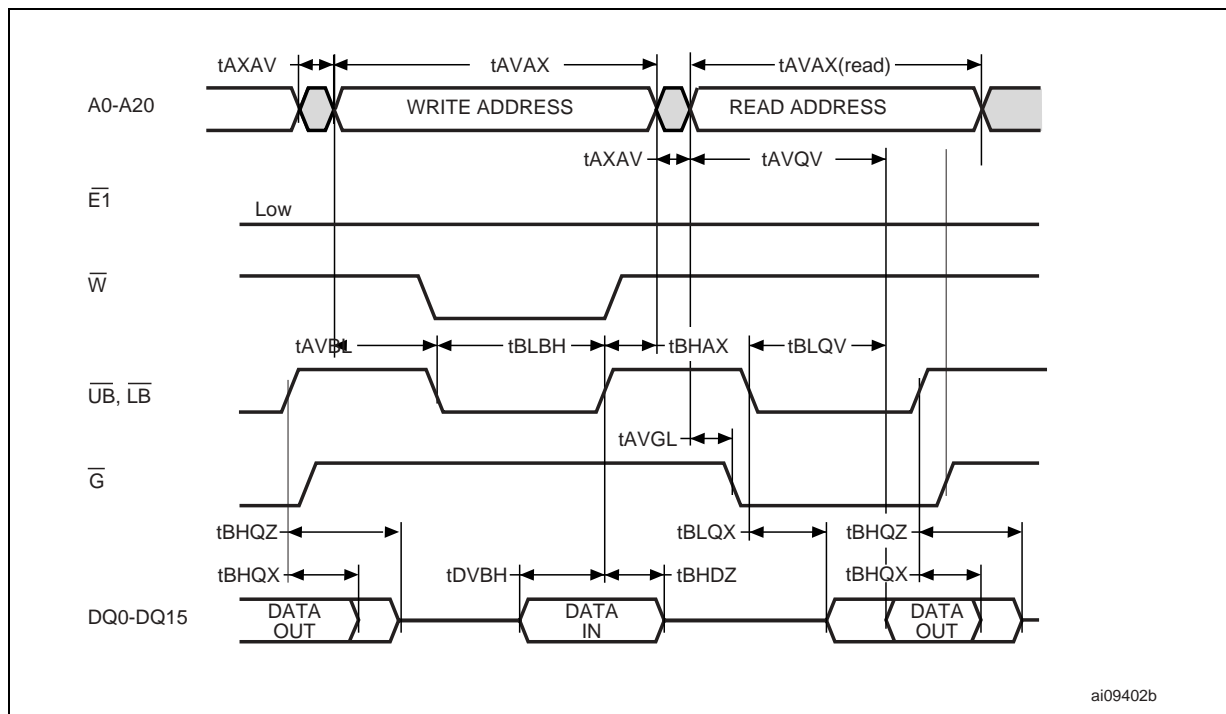 tAXAV
tAVAX
tAVAX(read)
A0-A20
WRITE ADDRESS
READ ADDRESS
tAXAV
tAVQV
E1
Low
W
tAVBL
tBLBH
tBHAX
tBLQV
UB, LB
tAVGL
G
tBHQZ
tBLQX
tBHQZ
tBHQX
tDVBH
tBHDZ
tBHQX
DQ0-DQ15
DATA OUT
DATA IN
DATA OUT
ai09402b